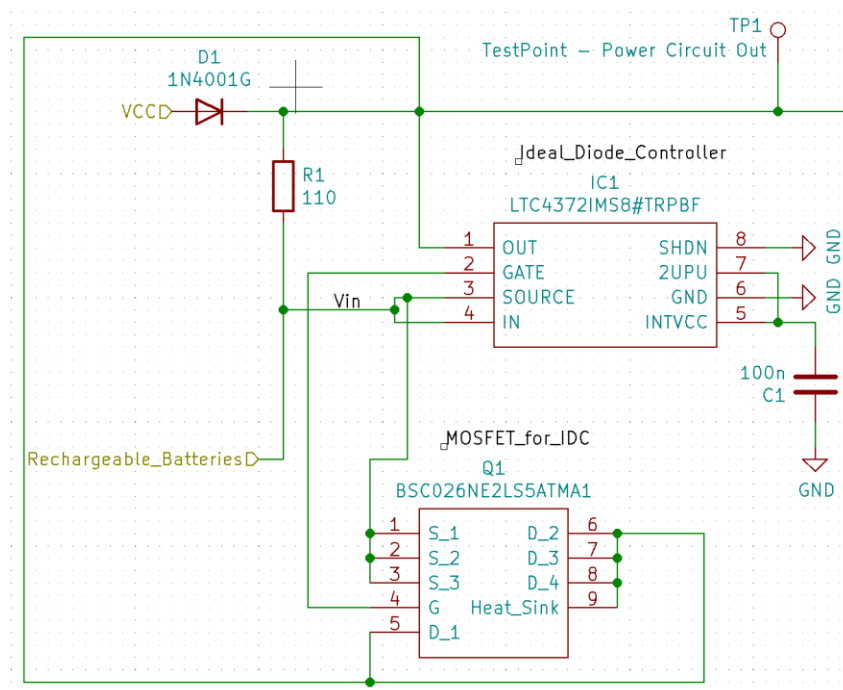 TP1
TestPoint - Power Circuit Out
D1
1N4001G
VCC
R1
110
Ideal_Diode_Controller
IC1
LTC4372IMS8#TRPBF
1 OUT SHDN 8 GND
2 GATE 2UPU 7
3 SOURCE GND 6 GND
4 IN INTVCC 5
Vin
100n
C1
GND
Rechargeable_Batteries
MOSFET_for_IDC
Q1
BSC026NE2LS5ATMA1
1 S_1 D_2 6
2 S_2 D_3 7
3 S_3 D_4 8
4 G Heat_Sink 9
5 D_1